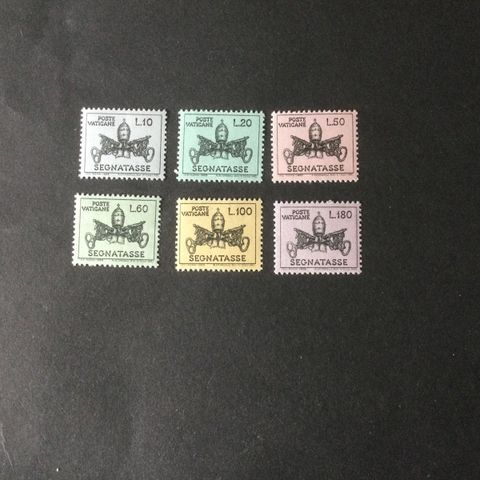 POSTE
VATICANE
L.10
SEGNATASSE
POSTE
VATICANE
L.20
SEGNATASSE
POSTE
VATICANE
L.50
SEGNATASSE
POSTE
VATICANE
L.60
SEGNATASSE
POSTE
VATICANE
L.100
SEGNATASSE
POSTE
VATICANE
L.180
SEGNATASSE